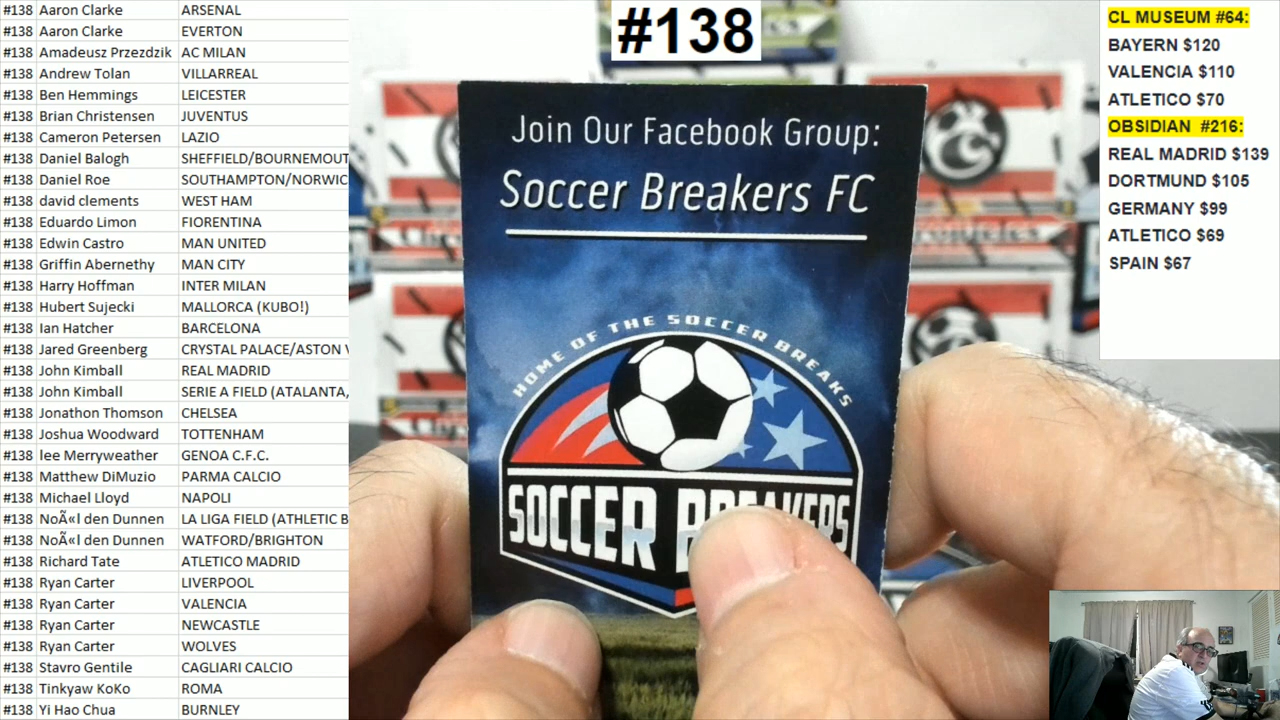 #138 Aaron Clarke ARSENAL
#138 Aaron Clarke EVERTON
#138 Amadeusz Przedzdzik AC MILAN
#138 Andrew Tolan VILLARREAL
#138 Ben Hemmings LEICESTER
#138 Brian Christensen JUVENTUS
#138 Cameron Petersen LAZIO
#138 Daniel Balogh SHEFFIELD/BOURNEMOUT
#138 Daniel Roe SOUTHAMPTON/NORWIC
#138 david clements WEST HAM
#138 Eduardo Limon FIORENTINA
#138 Edwin Castro MAN UNITED
#138 Griffin Abernethy MAN CITY
#138 Harry Hoffman INTER MILAN
#138 Hubert Sujecki MALLORCA (KUBO!)
#138 Ian Hatcher BARCELONA
#138 Jared Greenberg CRYSTAL PALACE/ASTON V
#138 John Kimball REAL MADRID
#138 John Kimball SERIE A FIELD (ATALANTA,
#138 Jonathon Thomson CHELSEA
#138 Joshua Woodward TOTTENHAM
#138 lee Merryweather GENOA C.F.C.
#138 Matthew DiMuzio PARMA CALCIO
#138 Michael Lloyd NAPOLI
#138 NoÃ«l den Dunnen LA LIGA FIELD (ATHLETIC B
#138 NoÃ«l den Dunnen WATFORD/BRIGHTON
#138 Richard Tate ATLETICO MADRID
#138 Ryan Carter LIVERPOOL
#138 Ryan Carter VALENCIA
#138 Ryan Carter NEWCASTLE
#138 Ryan Carter WOLVES
#138 Stavro Gentile CAGLIARI CALCIO
#138 Tinkyaw KoKo ROMA
#138 Yi Hao Chua BURNLEY
#138
Join Our Facebook Group:
Soccer Breakers FC
HOME OF THE SOCCER BREAKS
SOCCER BREAKERS
CL MUSEUM #64:
BAYERN $120
VALENCIA $110
ATLETICO $70
OBSIDIAN #216:
REAL MADRID $139
DORTMUND $105
GERMANY $99
ATLETICO $69
SPAIN $67